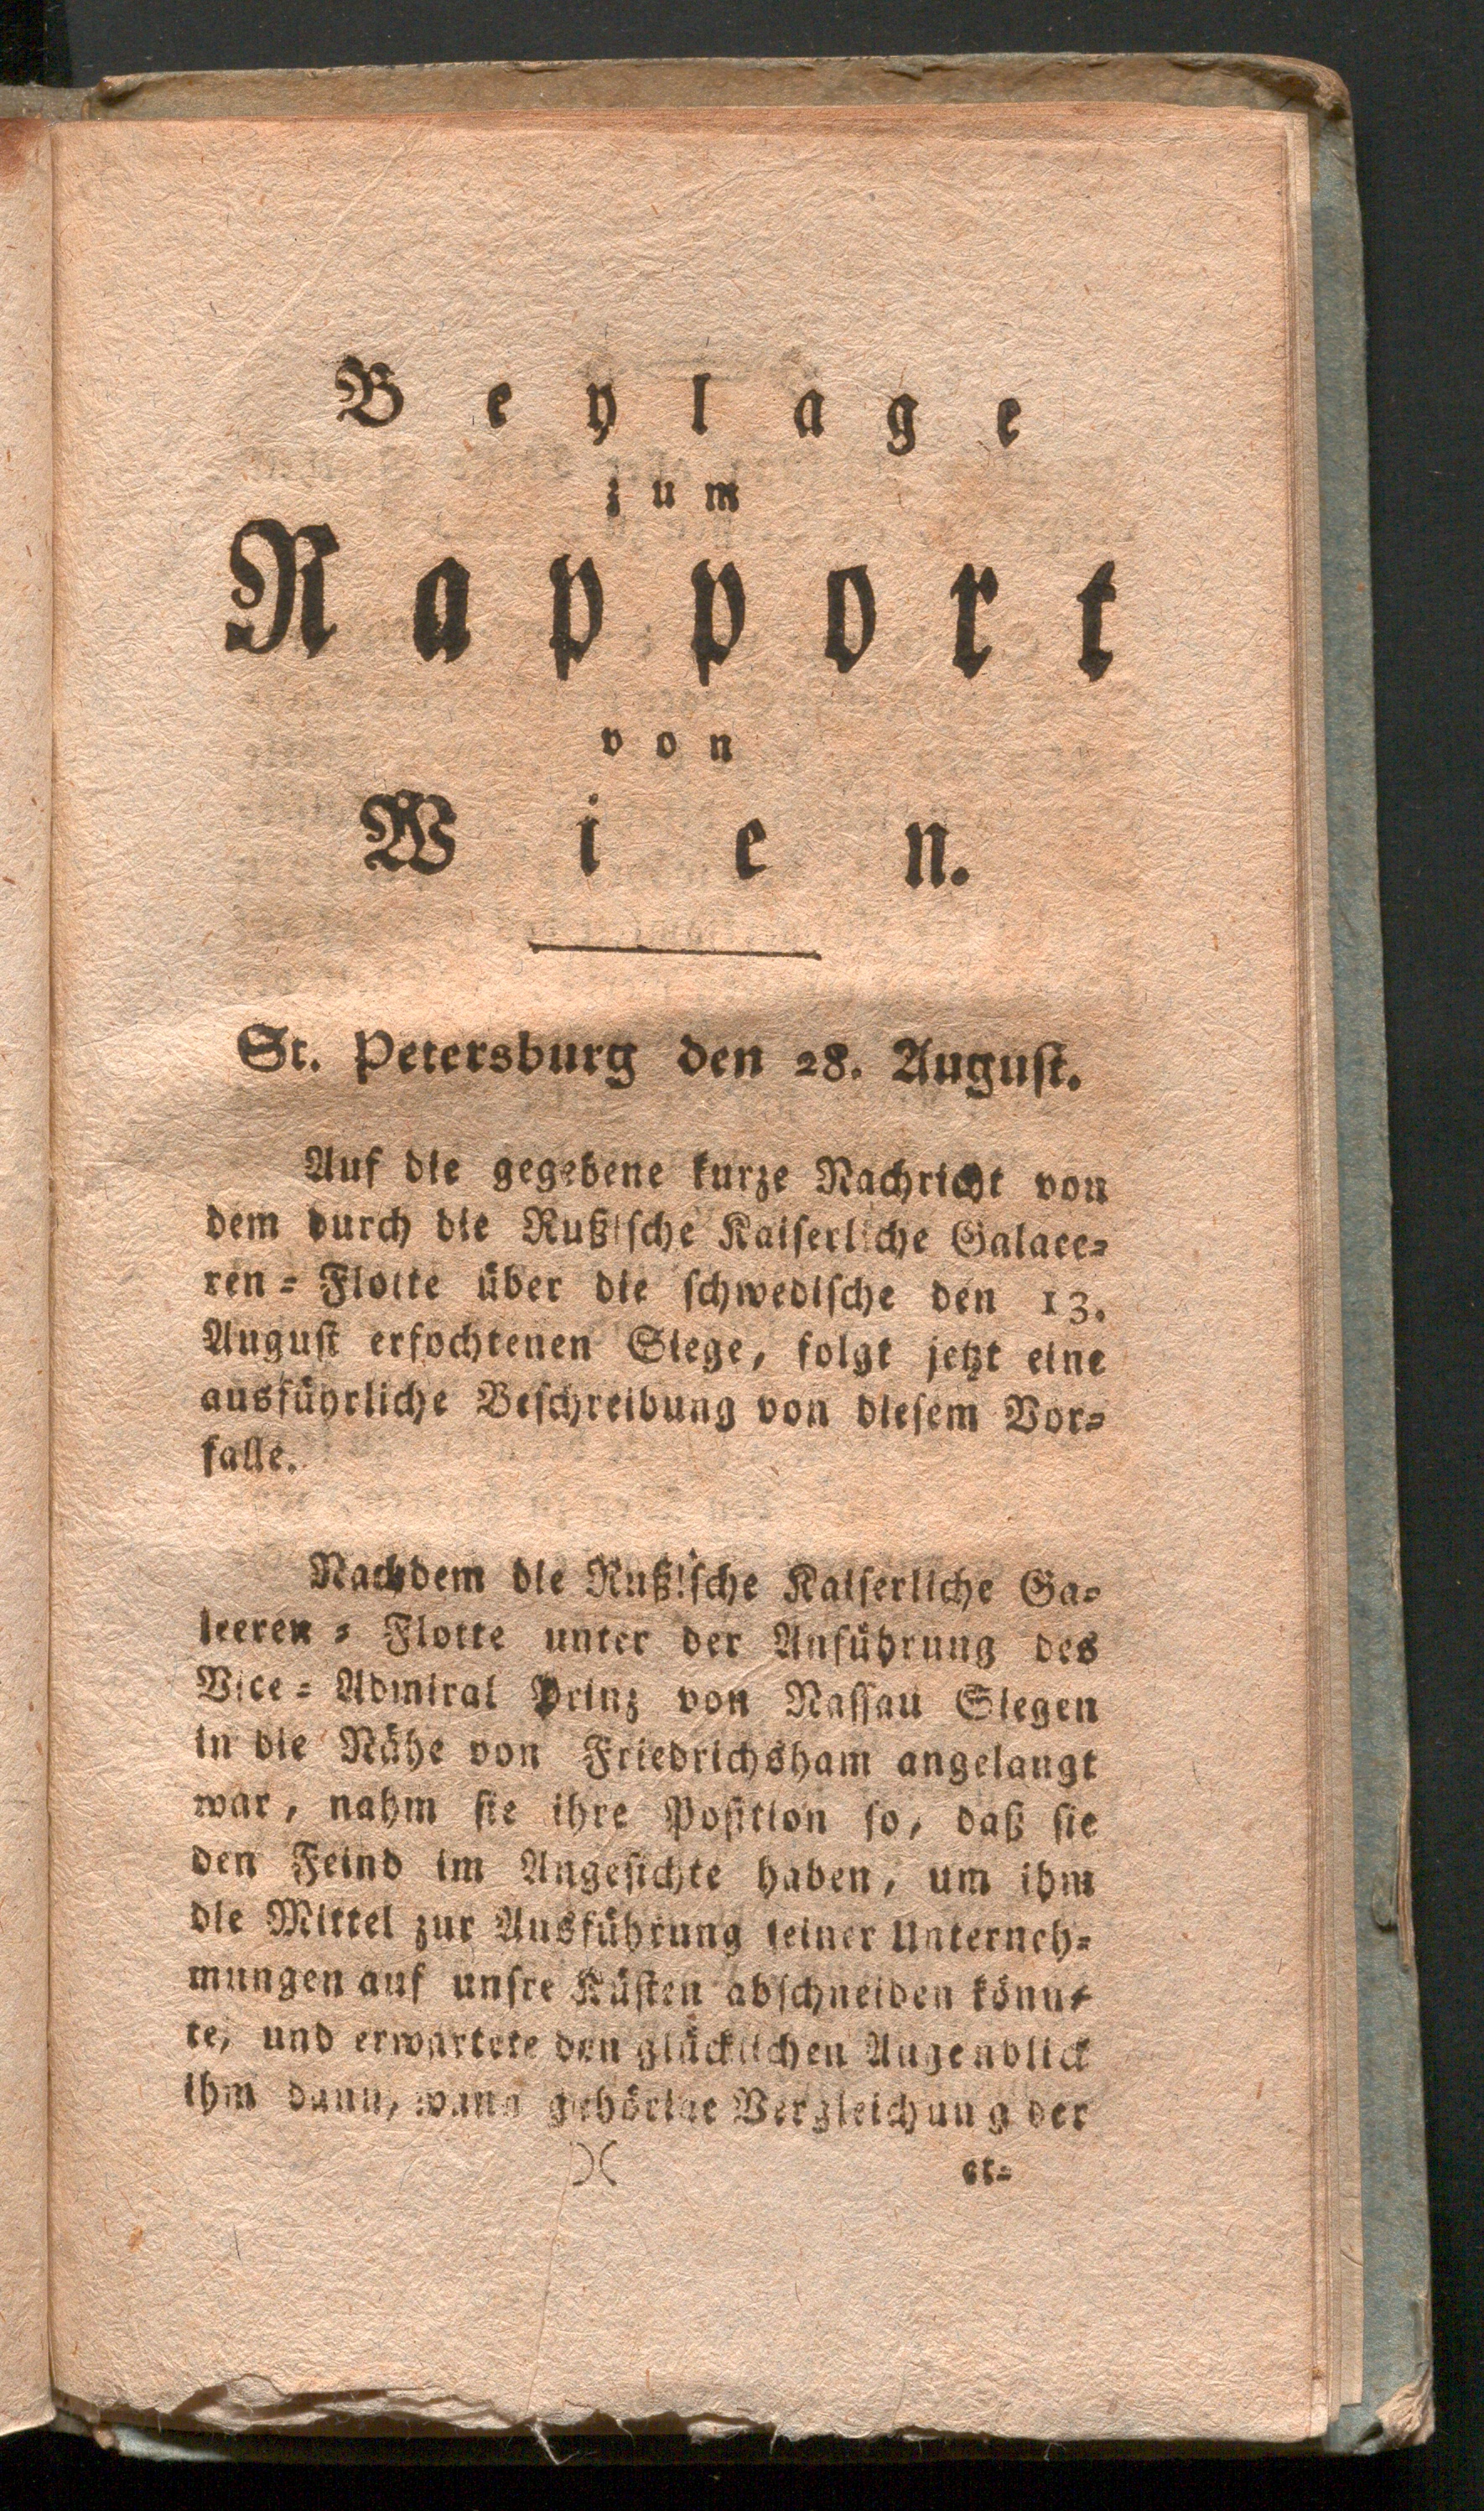 Beylage
zum
Rapport
von
Wien.
St. Petersburg den 28. August.
Auf die gegebene kurze Nachricht von
dem durch die Rußische Kaiserliche Galaee-
ren-Flotte über die schwedische den 13.
August erfochtenen Siege, folgt jetzt eine
ausführliche Beschreibung von diesem Vor-
falle.
Nachdem die Rußische Kaiserliche Ga-
leeren-Flotte unter der Anführung des
Vice-Admiral Prinz von Nassau Siegen
in die Nähe von Friedrichsham angelangt
war, nahm sie ihre Position so, daß sie
den Feind im Angesichte haben, um ihm
die Mittel zur Ausführung seiner Unterneh-
mungen auf unsre Küsten abschneiden könn-
te, und erwartete den glücklichen Augenblick
ihm dann, wann gehörige Vergleichung der